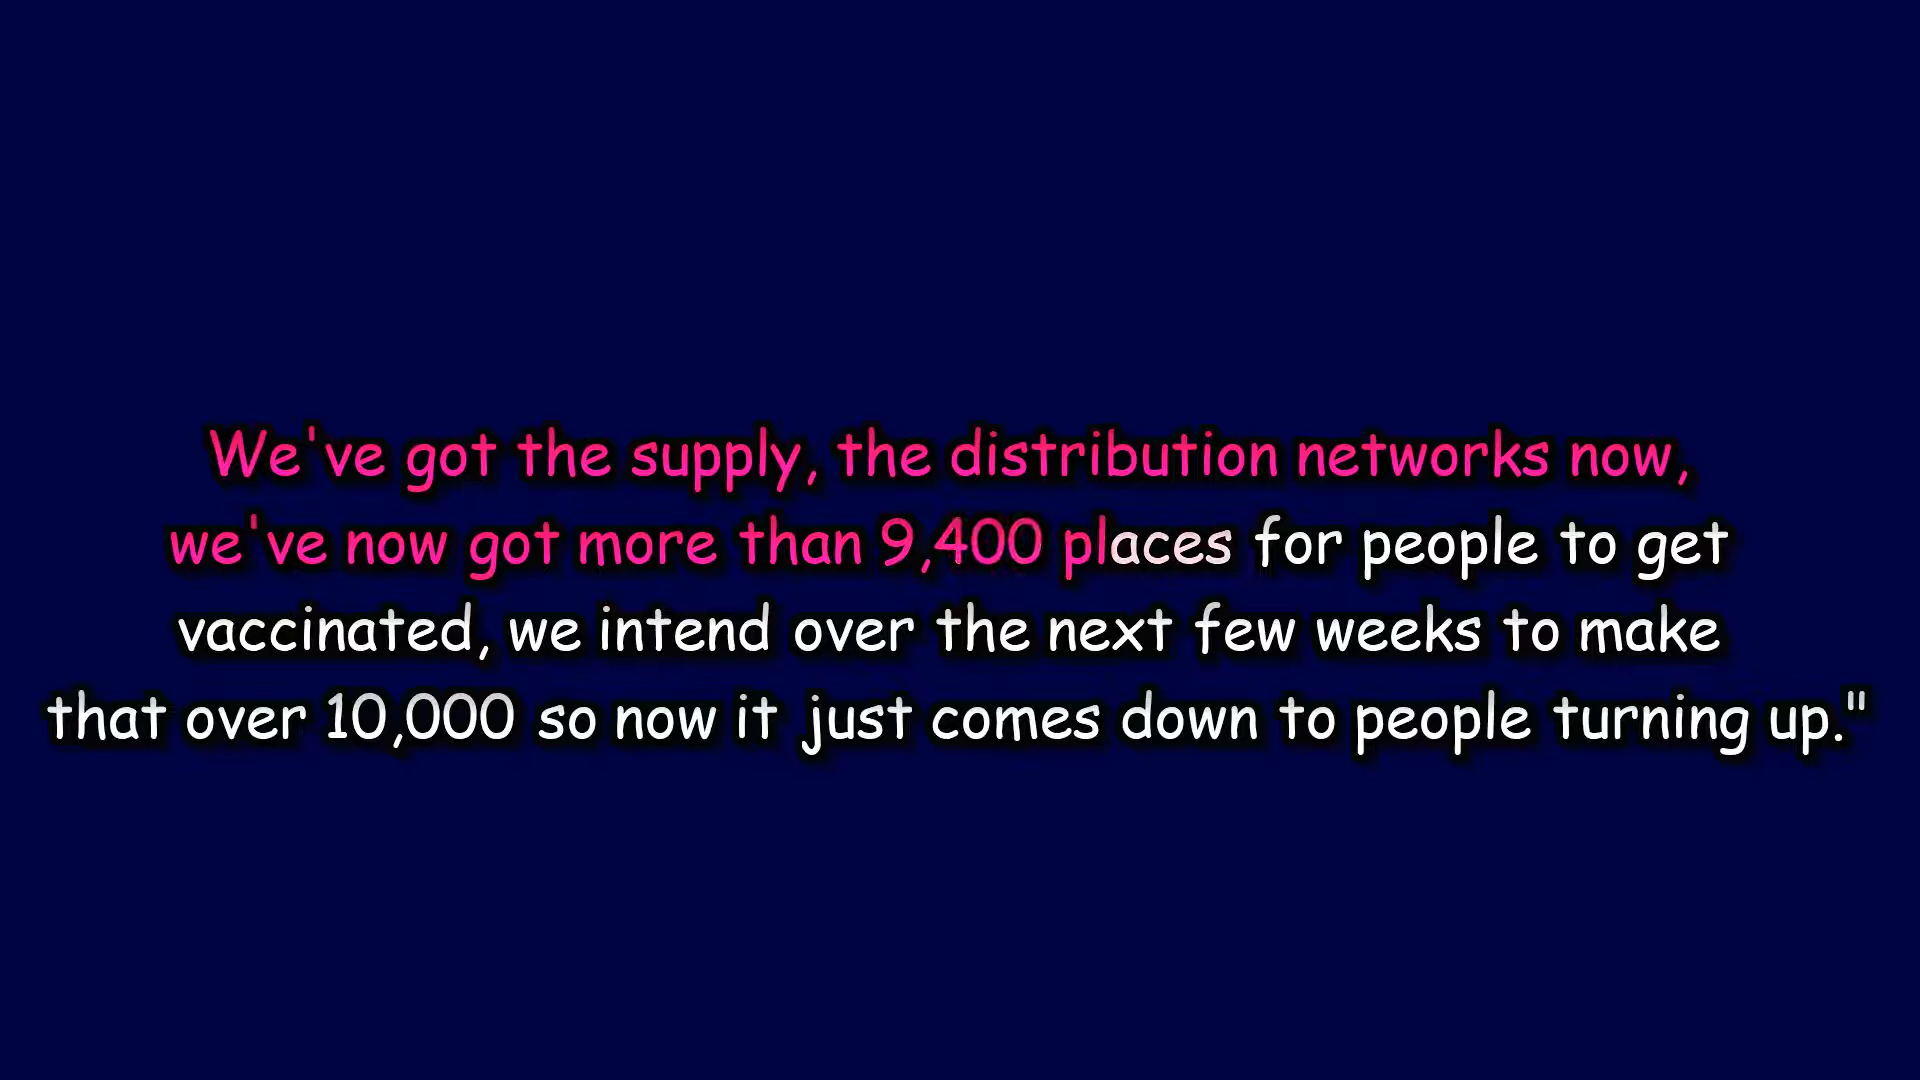 We've got the supply, the distribution networks now,
we've now got more than 9,400 places for people to get
vaccinated, we intend over the next few weeks to make
that over 10,000 so now it just comes down to people turning up."